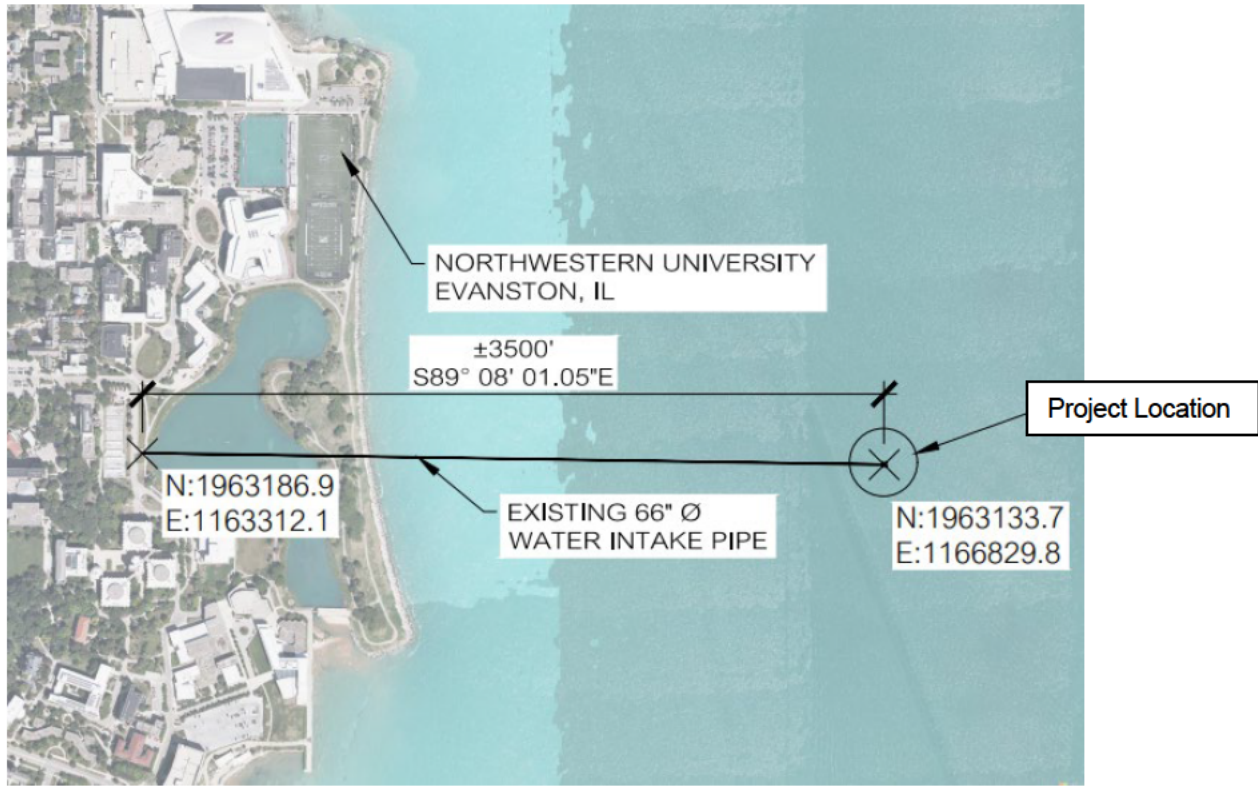 N
NORTHWESTERN UNIVERSITY
EVANSTON, IL
±3500'
S89° 08' 01.05"E
Project Location
N:1963186.9
E:1163312.1
EXISTING 66" Ø
WATER INTAKE PIPE
N:1963133.7
E:1166829.8